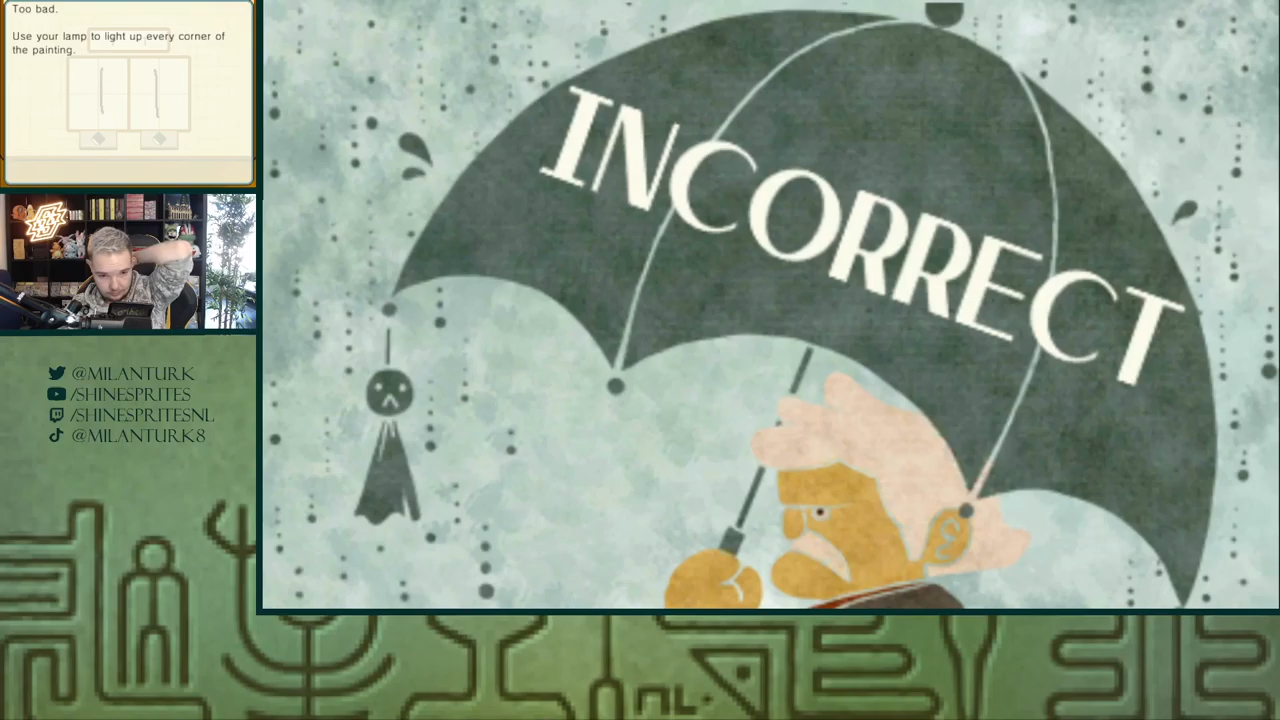 Too bad.
Use your lamp to light up every corner of
the painting.
INCORRECT
@MILANTURK
/SHINESPRITES
/SHINESPRITESNL
@MILANTURK8